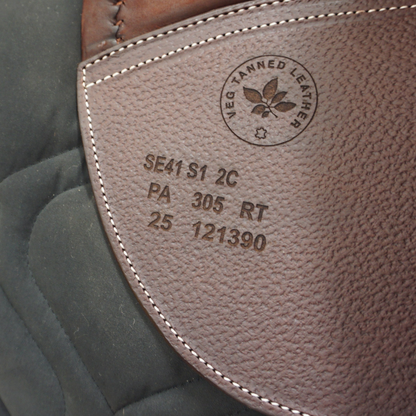 VEG TANNED LEATHER
SE41 S1 2C
PA 305 RT
25 121390